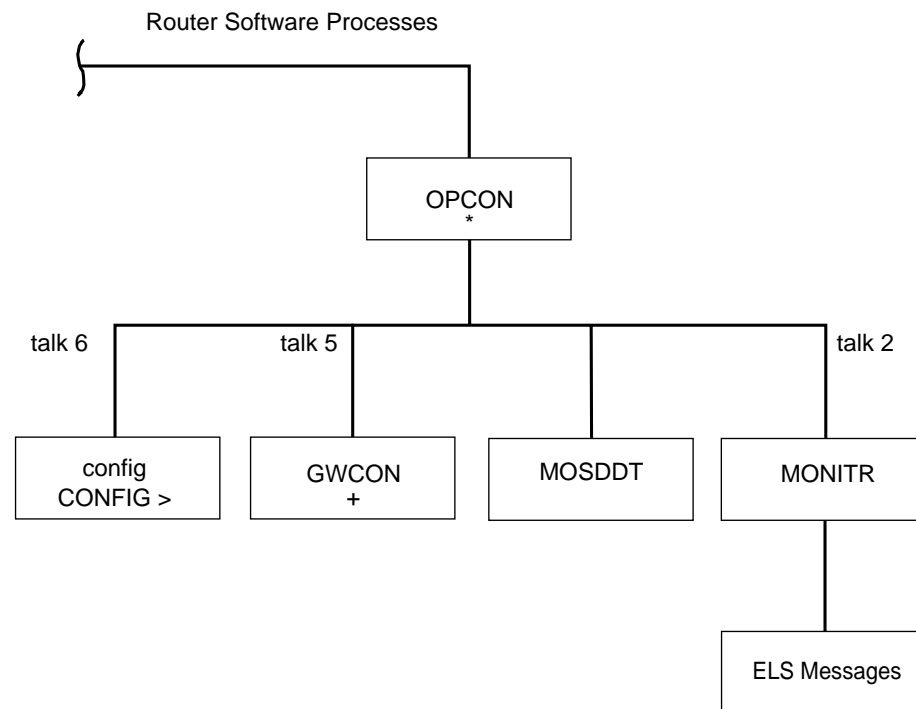 Router Software Processes
OPCON
*
talk 6
talk 5
talk 2
config
CONFIG >
GWCON
+
MOSDDT
MONITR
ELS Messages